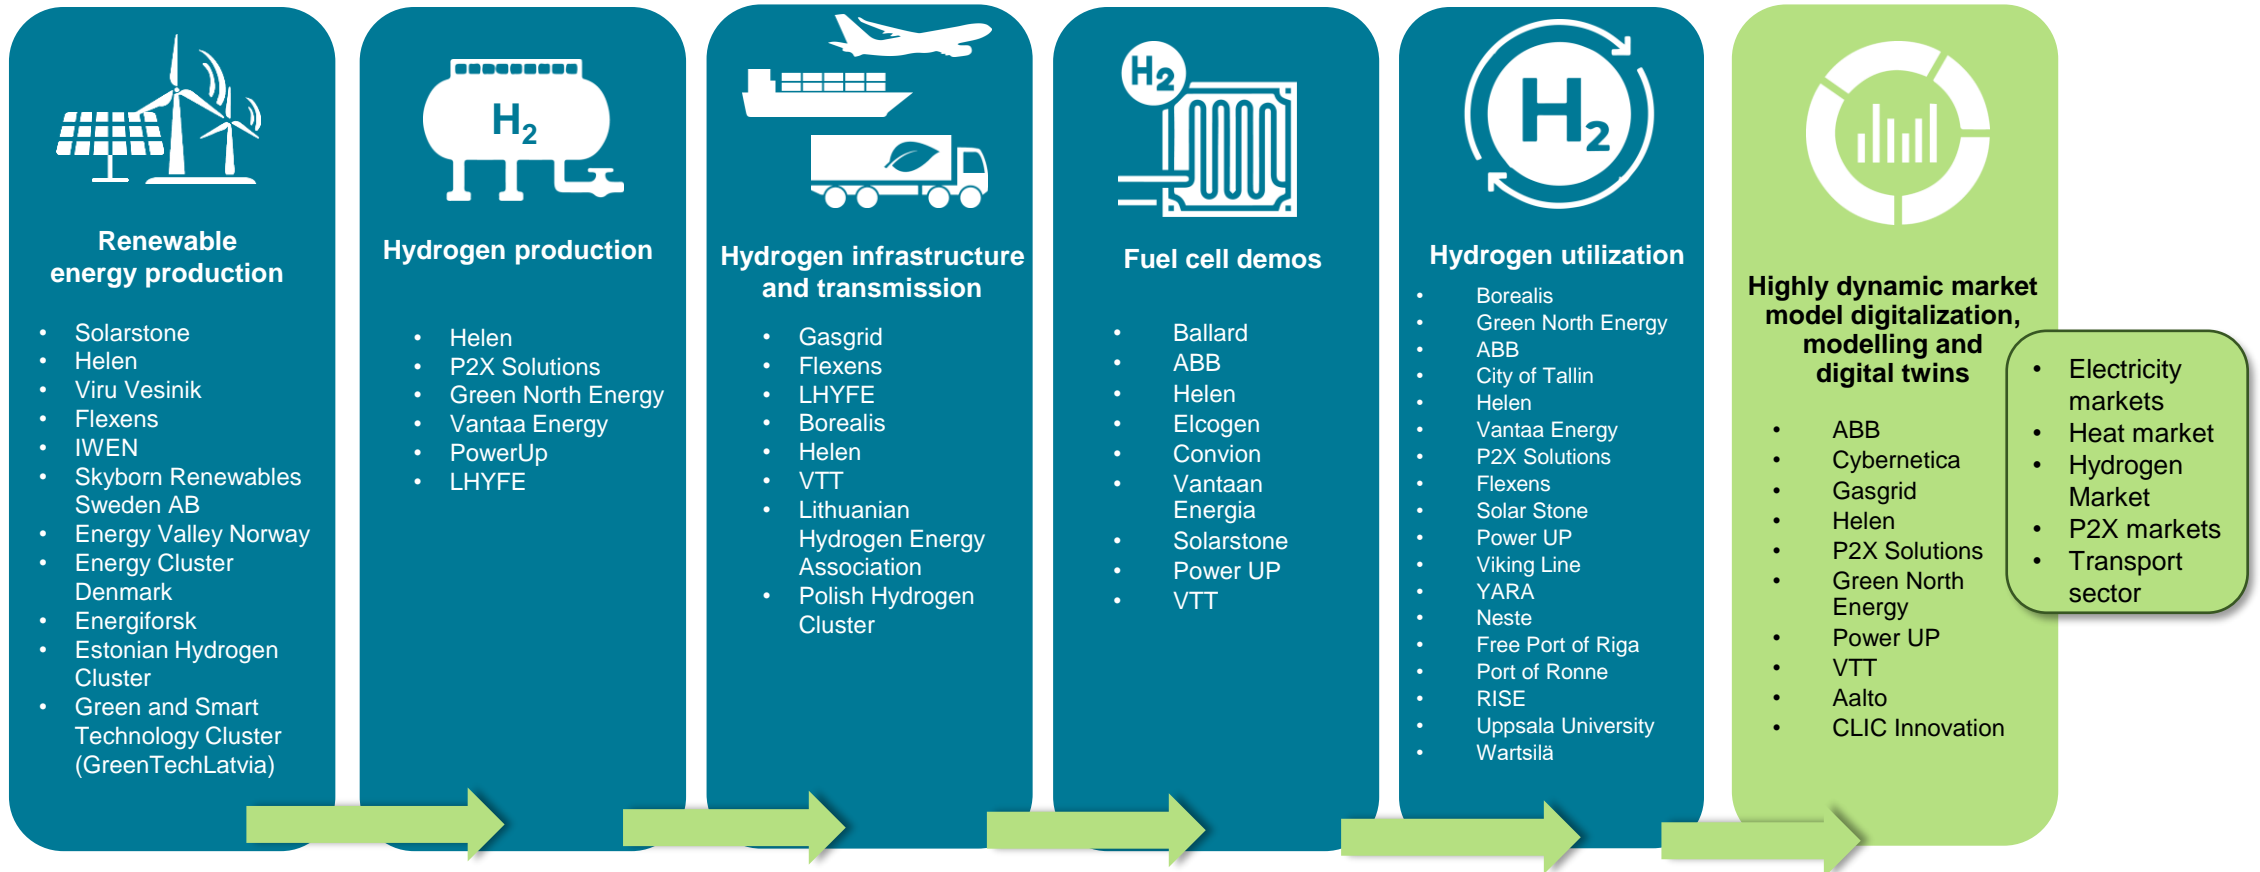 Renewable
energy production
• Solarstone
• Helen
• Viru Vesinik
• Flexens
• IWEN
• Skyborn Renewables
Sweden AB
• Energy Valley Norway
• Energy Cluster
Denmark
• Energiforsk
• Estonian Hydrogen
Cluster
• Green and Smart
Technology Cluster
(GreenTechLatvia)
H2
Hydrogen production
• Helen
• P2X Solutions
• Green North Energy
• Vantaa Energy
• PowerUp
• LHYFE
Hydrogen infrastructure
and transmission
• Gasgrid
• Flexens
• LHYFE
• Borealis
• Helen
• VTT
• Lithuanian
Hydrogen Energy
Association
• Polish Hydrogen
Cluster
H2
Fuel cell demos
• Ballard
• ABB
• Helen
• Elcogen
• Convion
• Vantaan
Energia
• Solarstone
• Power UP
• VTT
H2
Hydrogen utilization
• Borealis
• Green North Energy
• ABB
• City of Tallin
• Helen
• Vantaa Energy
• P2X Solutions
• Flexens
• Solar Stone
• Power UP
• Viking Line
• YARA
• Neste
• Free Port of Riga
• Port of Ronne
• RISE
• Uppsala University
• Wartsilä
Highly dynamic market
model digitalization,
modelling and
digital twins
• ABB
• Cybernetica
• Gasgrid
• Helen
• P2X Solutions
• Green North
Energy
• Power UP
• VTT
• Aalto
• CLIC Innovation
• Electricity
markets
• Heat market
• Hydrogen
Market
• P2X markets
• Transport
sector